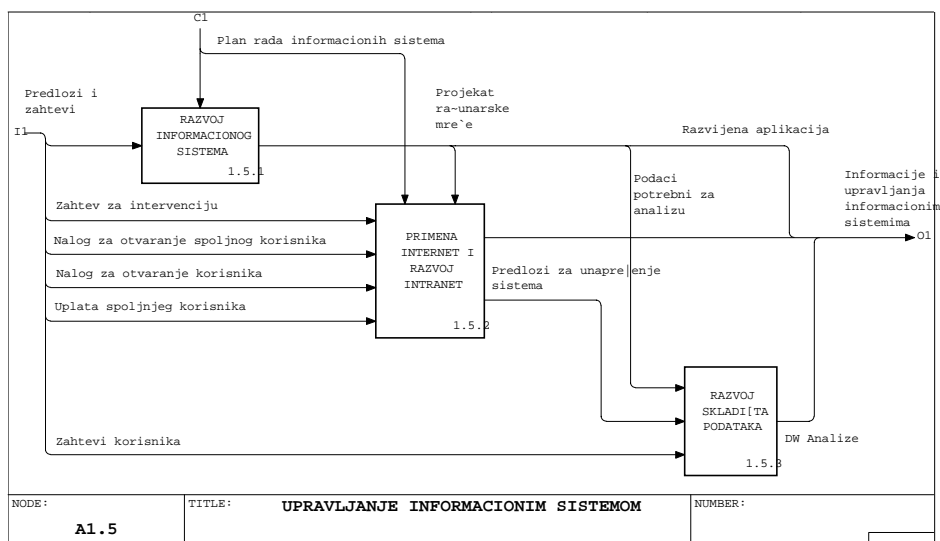 C1
Plan rada informacionih sistema
Predlozi i
zahtevi
I1
RAZVOJ
INFORMACIONOG
SISTEMA
1.5.1
Projekat
ra~unarske
mre`e
Razvijena aplikacija
Podaci
potrebni za
analizu
Informacije i
upravljanja
informacionim
sistemima
O1
Zahtev za intervenciju
Nalog za otvaranje spoljnog korisnika
Nalog za otvaranje korisnika
Uplata spoljnjeg korisnika
PRIMENA
INTERNET I
RAZVOJ
INTRANET
1.5.2
Predlozi za unapre|enje
sistema
RAZVOJ
SKLADI[TA
PODATAKA
1.5.3
DW Analize
Zahtevi korisnika
NODE:
A1.5
TITLE:
UPRAVLJANJE INFORMACIONIM SISTEMOM
NUMBER: